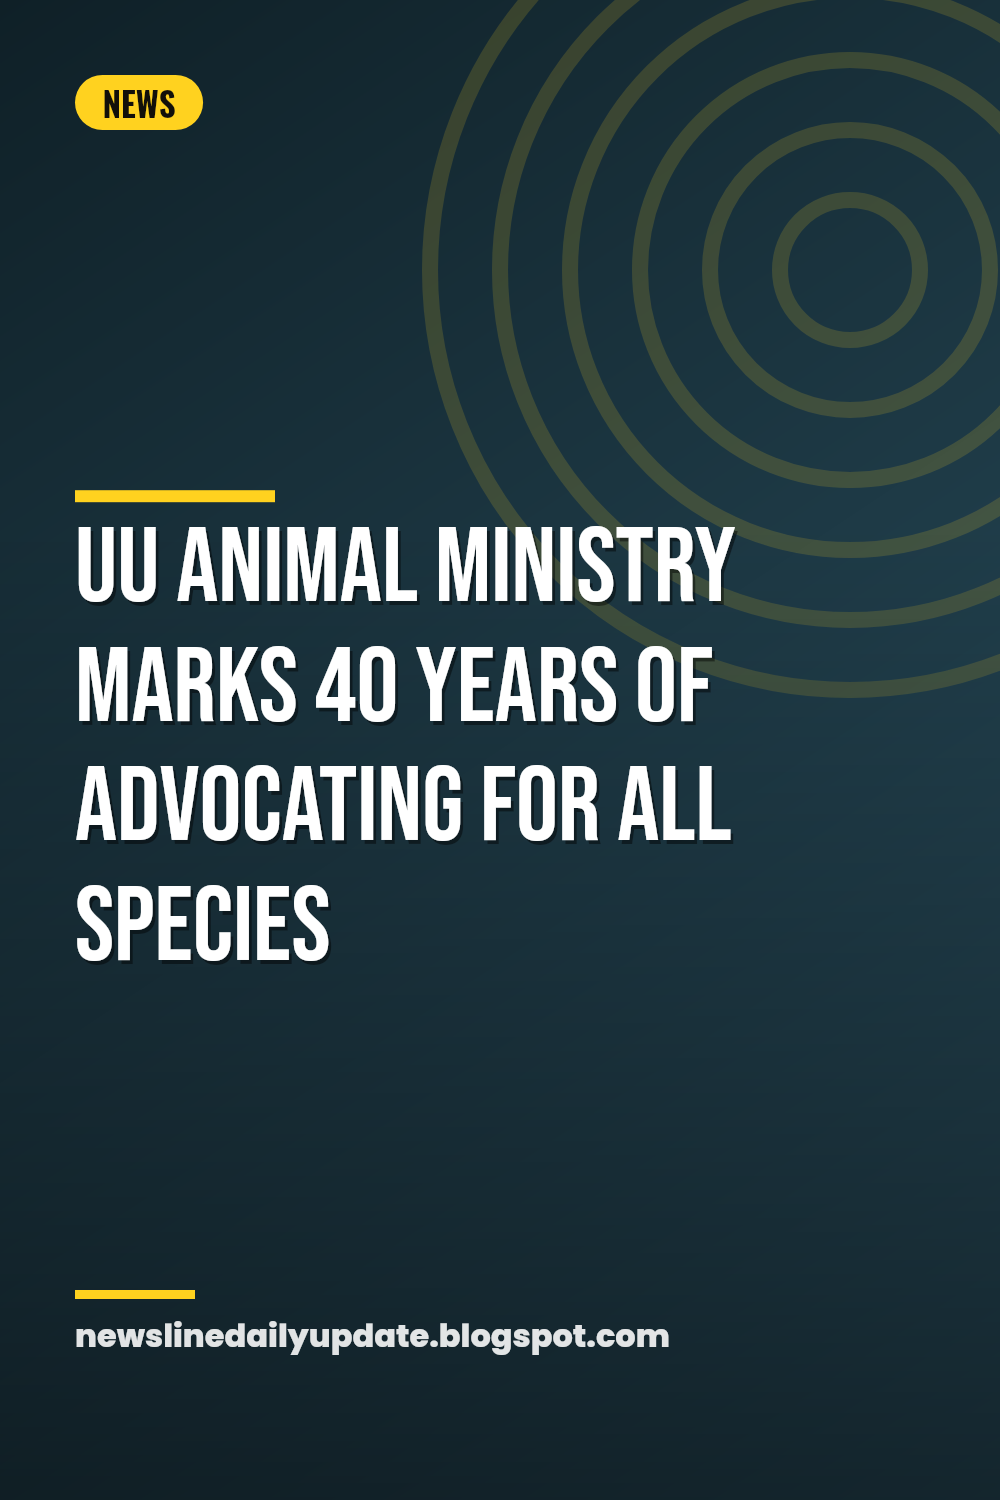 NEWS
UU ANIMAL MINISTRY
MARKS 40 YEARS OF
ADVOCATING FOR ALL
SPECIES
newslinedailyupdate.blogspot.com